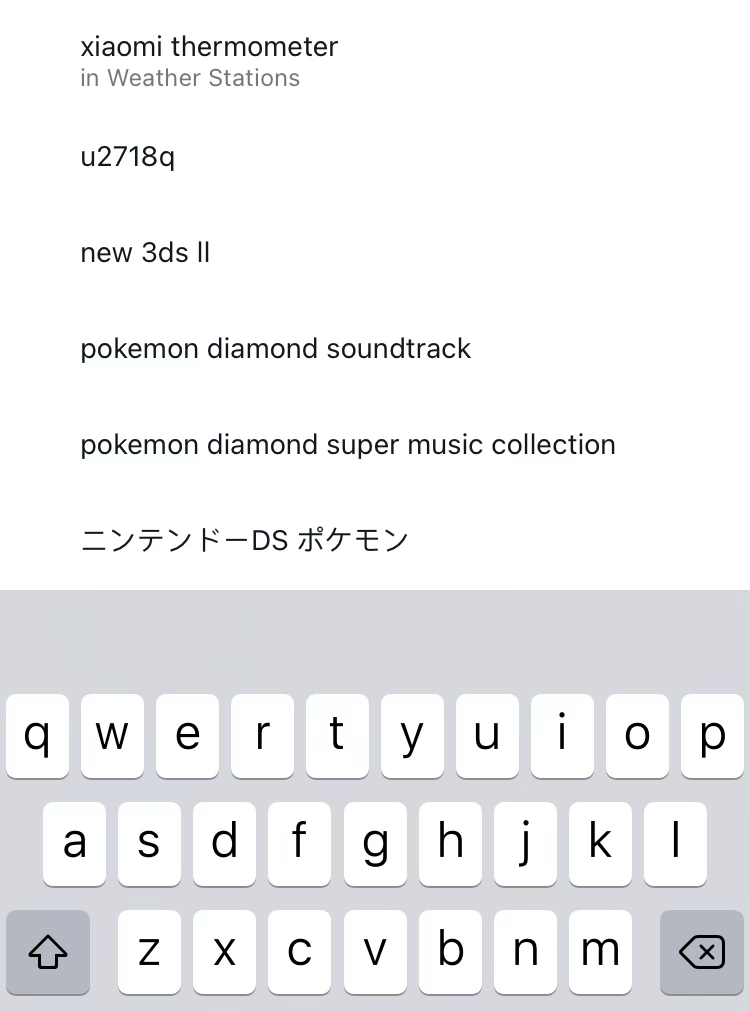 xiaomi thermometer
in Weather Stations
u2718q
new 3ds ll
pokemon diamond soundtrack
pokemon diamond super music collection
ニンテンドーDS ポケモン
q w e r t y u i o p
a s d f g h j k l
z x c v b n m